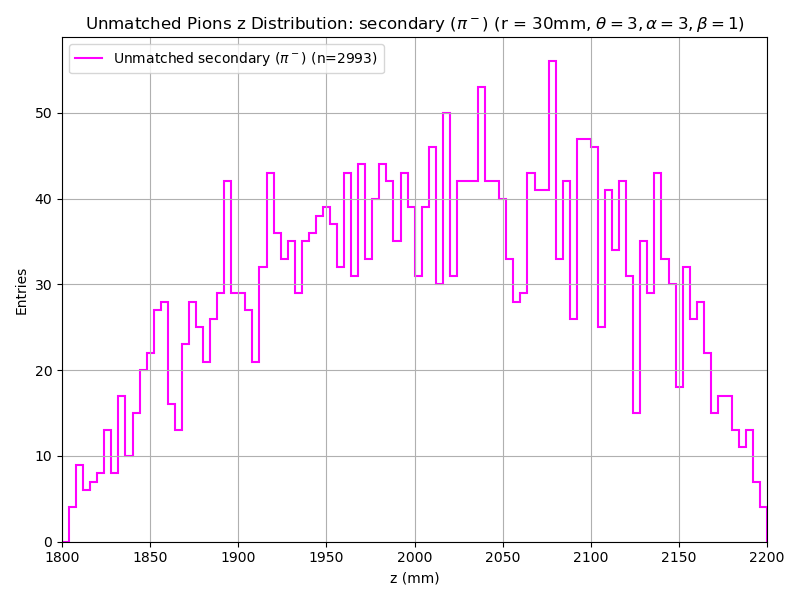 Unmatched Pions z Distribution: secondary (π⁻) (r = 30mm, θ = 3, α = 3, β = 1)
Unmatched secondary (π⁻) (n=2993)
50
40
30
20
10
0
Entries
1800 1850 1900 1950 2000 2050 2100 2150 2200
z (mm)